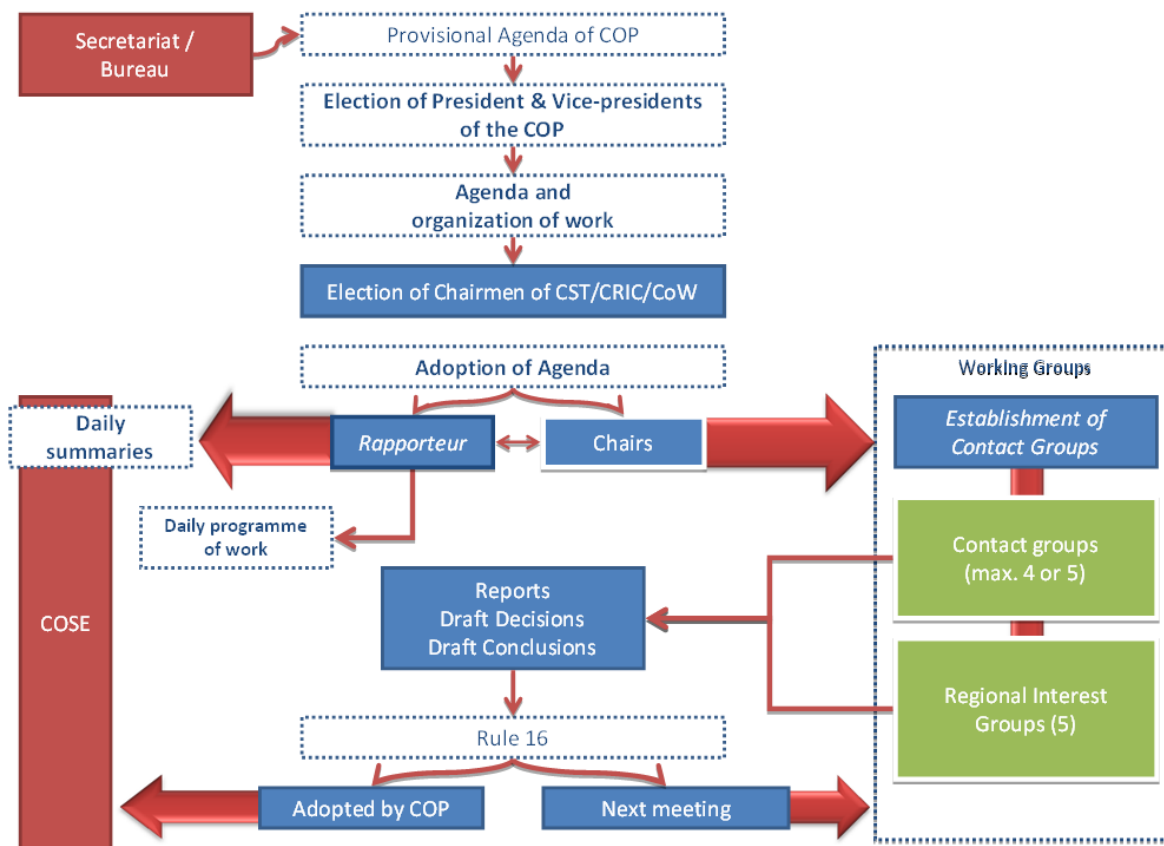 Secretariat /
Bureau
Provisional Agenda of COP
Election of President & Vice-presidents
of the COP
Agenda and
organization of work
Election of Chairmen of CST/CRIC/CoW
Adoption of Agenda
Working Groups
Daily
summaries
Rapporteur
Chairs
Establishment of
Contact Groups
Daily programme
of work
Contact groups
(max. 4 or 5)
Reports
Draft Decisions
Draft Conclusions
COSE
Regional Interest
Groups (5)
Rule 16
Adopted by COP
Next meeting